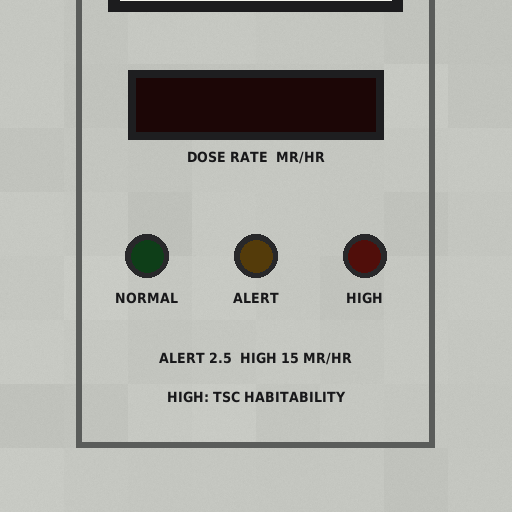 DOSE RATE  MR/HR
NORMAL ALERT HIGH
ALERT 2.5  HIGH 15 MR/HR
HIGH: TSC HABITABILITY